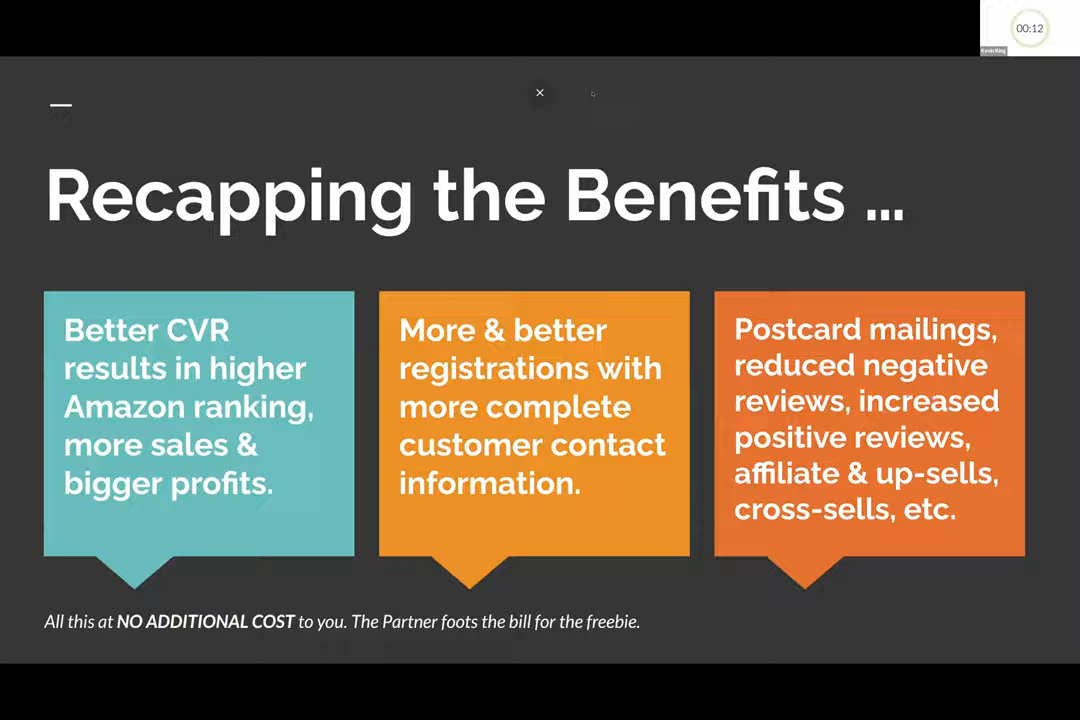 00:12
Kevin King
Recapping the Benefits ...
Better CVR
results in higher
Amazon ranking,
more sales &
bigger profits.
More & better
registrations with
more complete
customer contact
information.
Postcard mailings,
reduced negative
reviews, increased
positive reviews,
affiliate & up-sells,
cross-sells, etc.
All this at NO ADDITIONAL COST to you. The Partner foots the bill for the freebie.